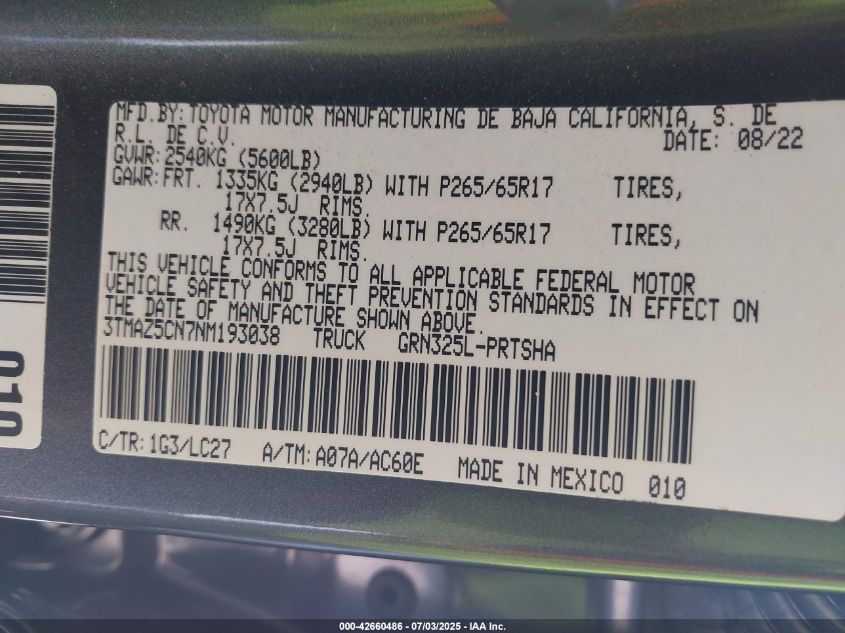 MFD.BY:TOYOTA MOTOR MANUFACTURING DE BAJA CALIFORNIA, S. DE
R.L. DE C.V. DATE: 08/22
GVWR:2540KG (5600LB)
GAWR:FRT. 1335KG (2940LB) WITH P265/65R17 TIRES,
17X7.5J RIMS.
RR. 1490KG (3280LB) WITH P265/65R17 TIRES,
17X7.5J RIMS.
THIS VEHICLE CONFORMS TO ALL APPLICABLE FEDERAL MOTOR
VEHICLE SAFETY AND THEFT PREVENTION STANDARDS IN EFFECT ON
THE DATE OF MANUFACTURE SHOWN ABOVE.
3TMAZ5CN7NM193038 TRUCK GRN325L-PRTSHA
C/TR:1G3/LC27 A/TM:A07A/AC60E MADE IN MEXICO 010
010
000-42660486 - 07/03/2025 - IAA Inc.